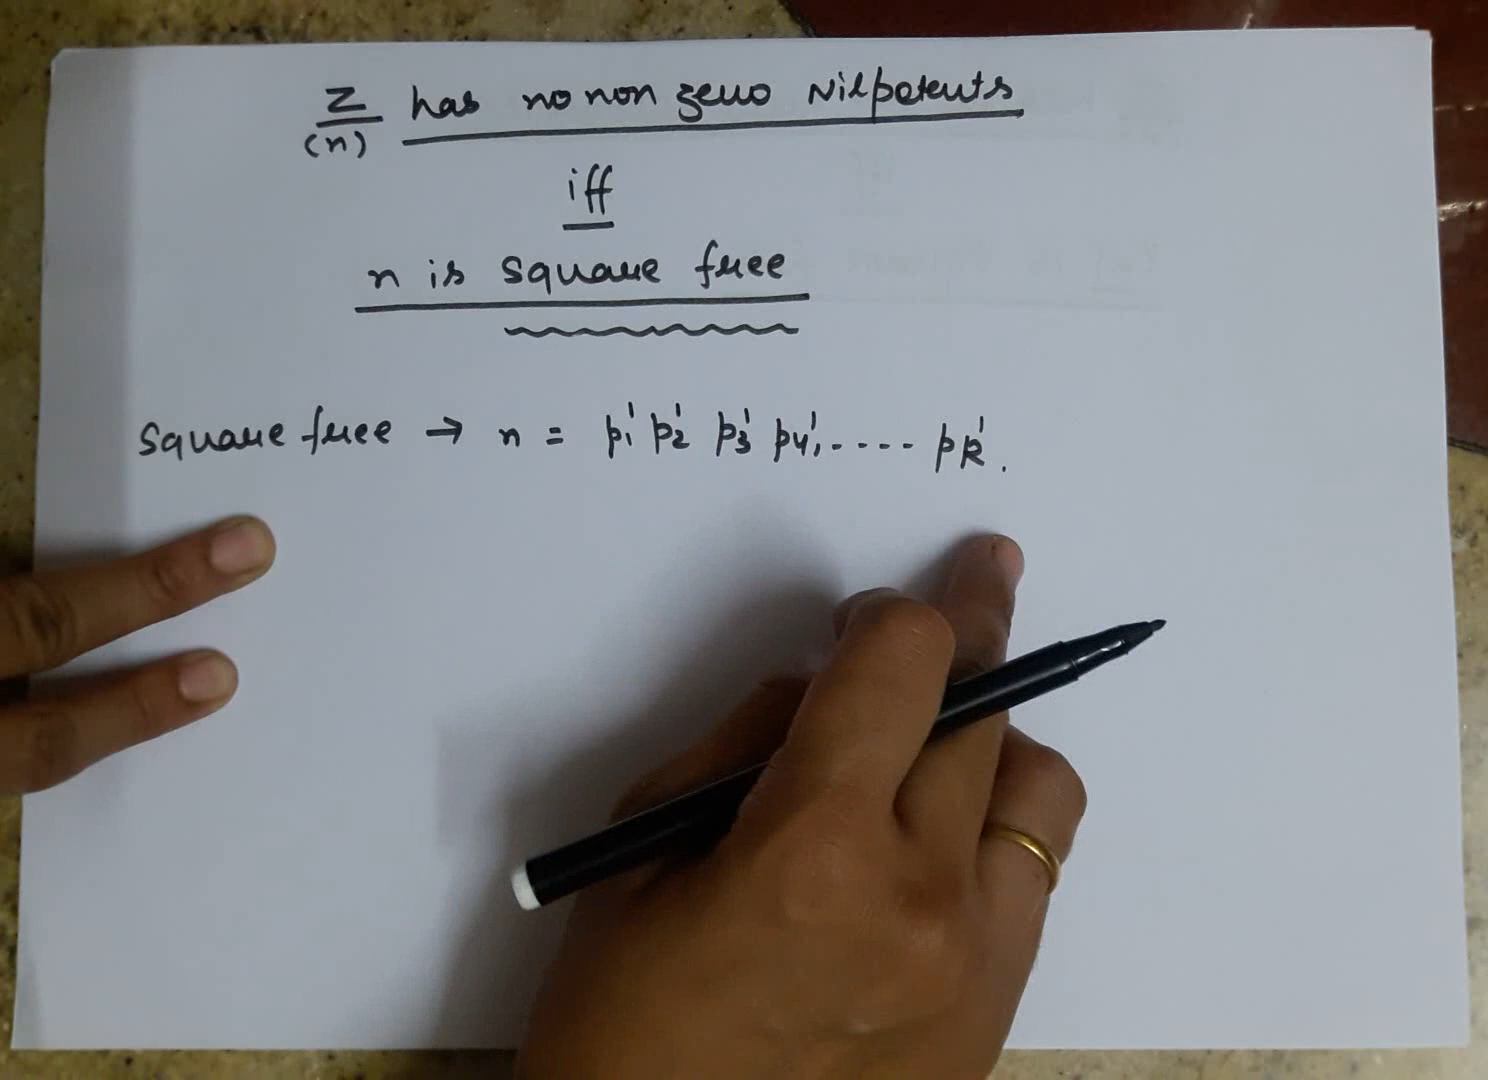 Z/(n) has no non zero Nilpotents
iff
n is square free
square free → n = p₁¹ p₂¹ p₃¹ p₄¹, .... pk¹.